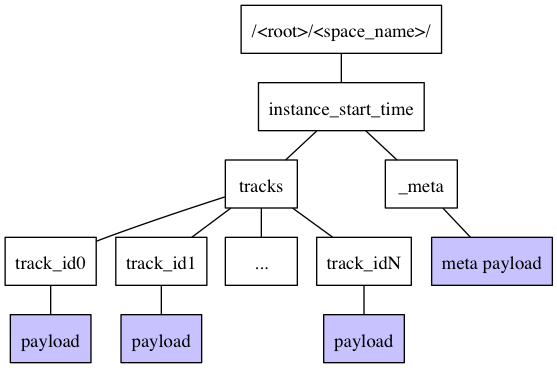 /<root>/<space_name>/
instance_start_time
tracks
_meta
track_id0
track_id1
...
track_idN
meta payload
payload
payload
payload